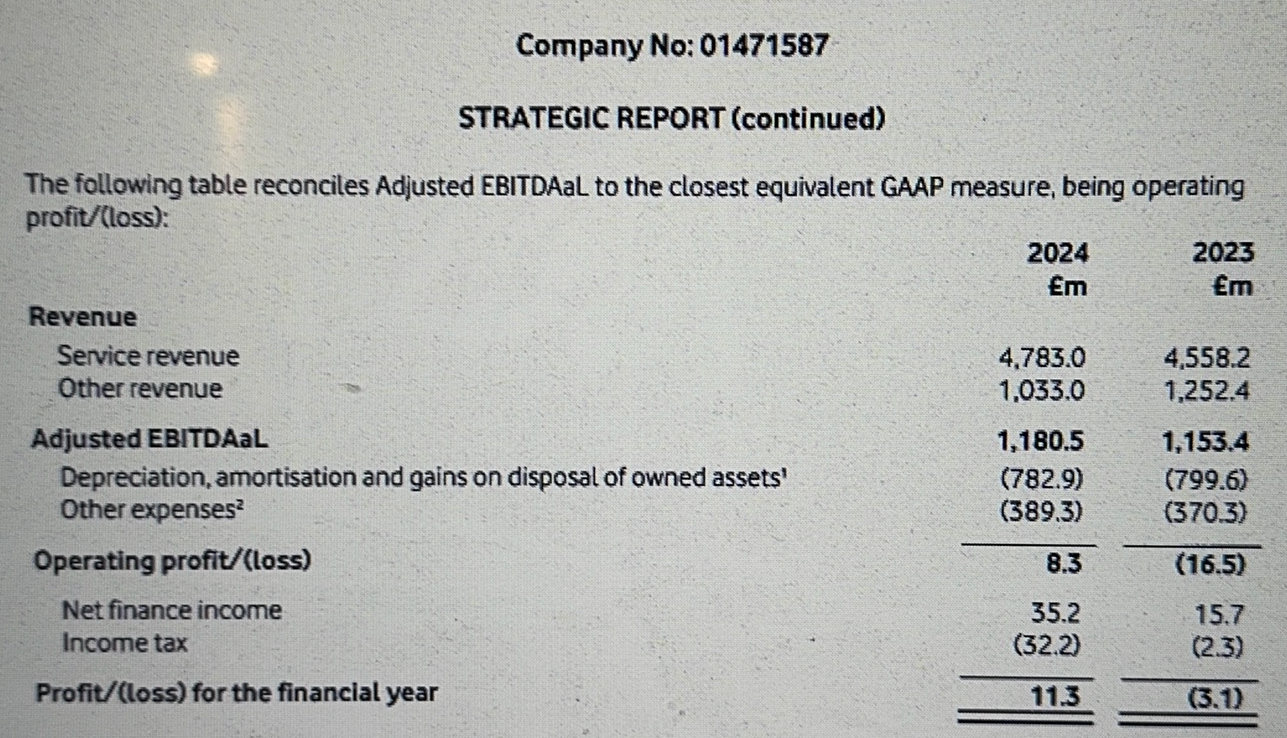 Company No: 01471587
STRATEGIC REPORT (continued)
The following table reconciles Adjusted EBITDAaL to the closest equivalent GAAP measure, being operating
profit/(loss):
2024 2023
£m £m
Revenue
Service revenue 4,783.0 4,558.2
Other revenue 1,033.0 1,252.4
Adjusted EBITDAaL 1,180.5 1,153.4
Depreciation, amortisation and gains on disposal of owned assets¹ (782.9) (799.6)
Other expenses² (389.3) (370.3)
Operating profit/(loss) 8.3 (16.5)
Net finance income 35.2 15.7
Income tax (32.2) (2.3)
Profit/(loss) for the financial year 11.3 (3.1)